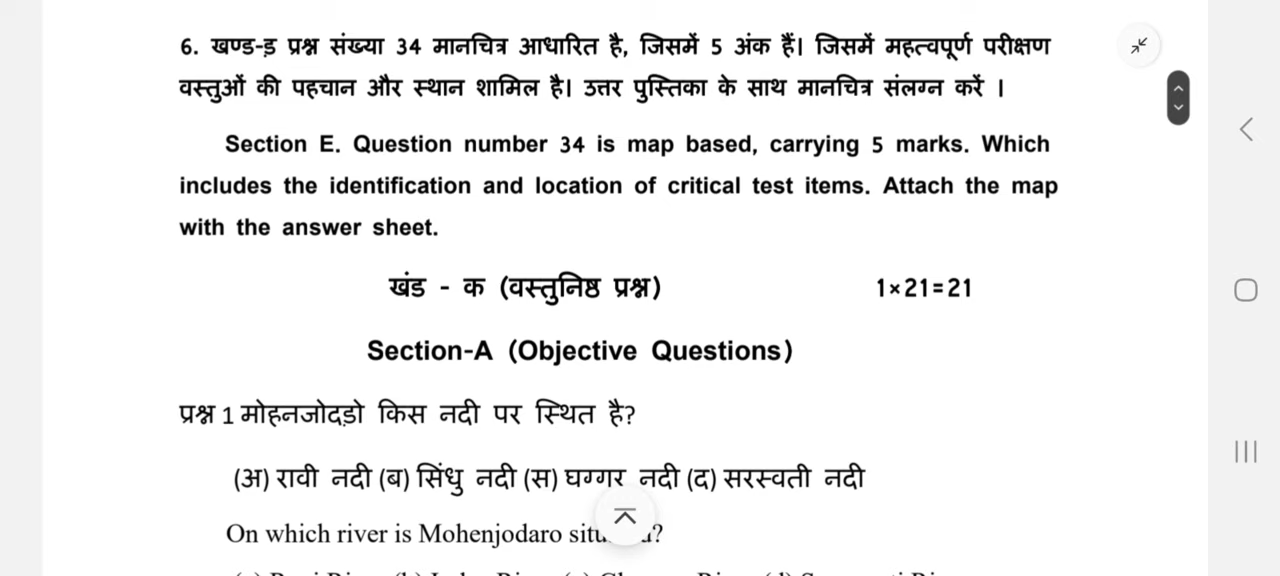 6. खण्ड-ड़ प्रश्न संख्या 34 मानचित्र आधारित है, जिसमें 5 अंक हैं। जिसमें महत्वपूर्ण परीक्षण
वस्तुओं की पहचान और स्थान शामिल है। उत्तर पुस्तिका के साथ मानचित्र संलग्न करें ।
Section E. Question number 34 is map based, carrying 5 marks. Which
includes the identification and location of critical test items. Attach the map
with the answer sheet.
खंड - क (वस्तुनिष्ठ प्रश्न) 1×21=21
Section-A (Objective Questions)
प्रश्न 1 मोहनजोदड़ो किस नदी पर स्थित है?
(अ) रावी नदी (ब) सिंधु नदी (स) घग्गर नदी (द) सरस्वती नदी
On which river is Mohenjodaro